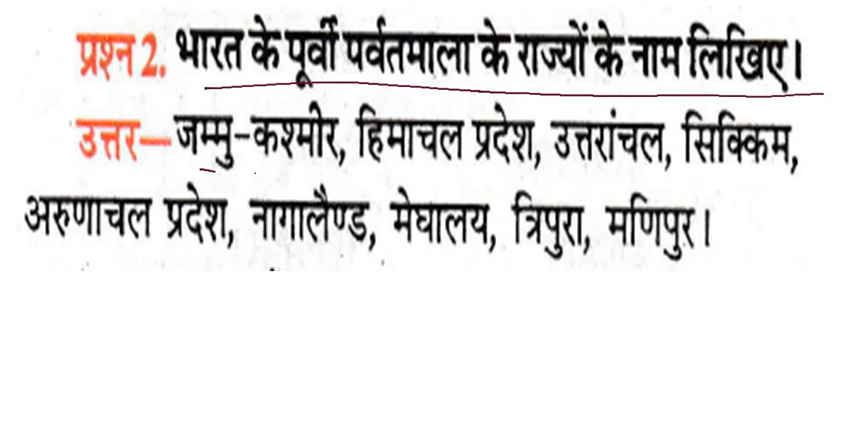 प्रश्न 2. भारत के पूर्वी पर्वतमाला के राज्यों के नाम लिखिए।
उत्तर—जम्मु-कश्मीर, हिमाचल प्रदेश, उत्तरांचल, सिक्किम,
अरुणाचल प्रदेश, नागालैण्ड, मेघालय, त्रिपुरा, मणिपुर।